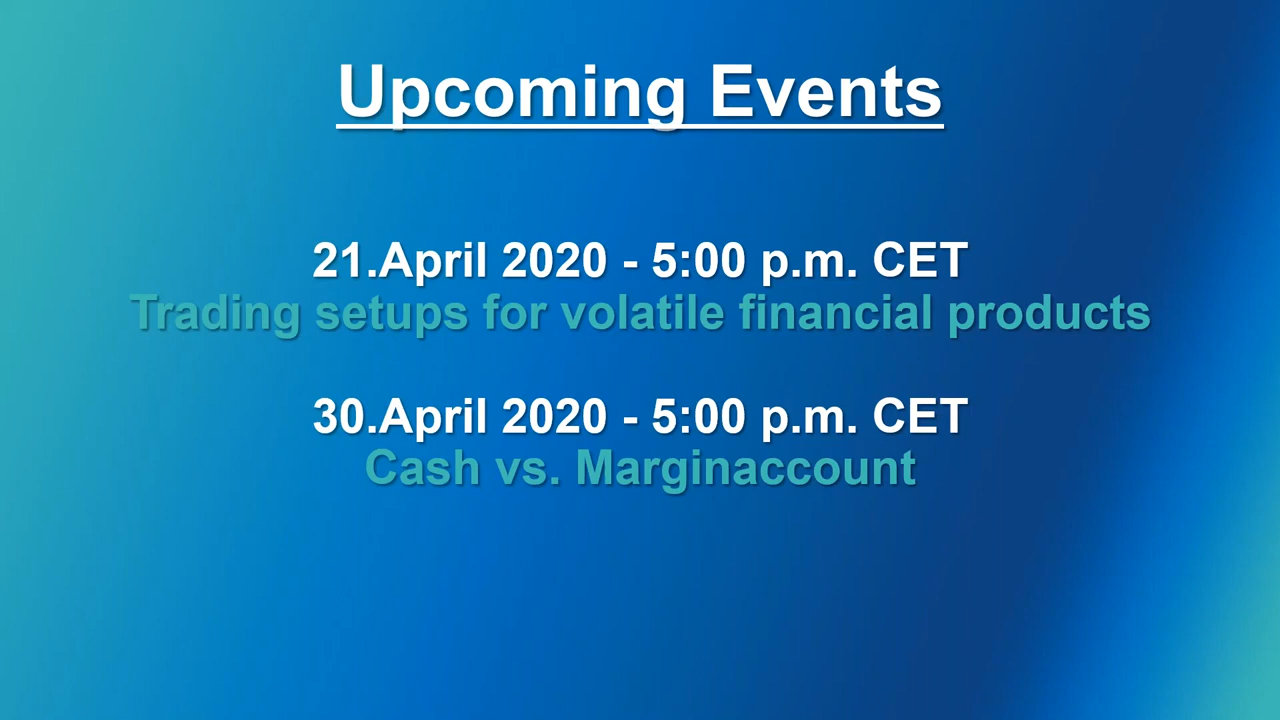 Upcoming Events
21.April 2020 - 5:00 p.m. CET
Trading setups for volatile financial products
30.April 2020 - 5:00 p.m. CET
Cash vs. Marginaccount